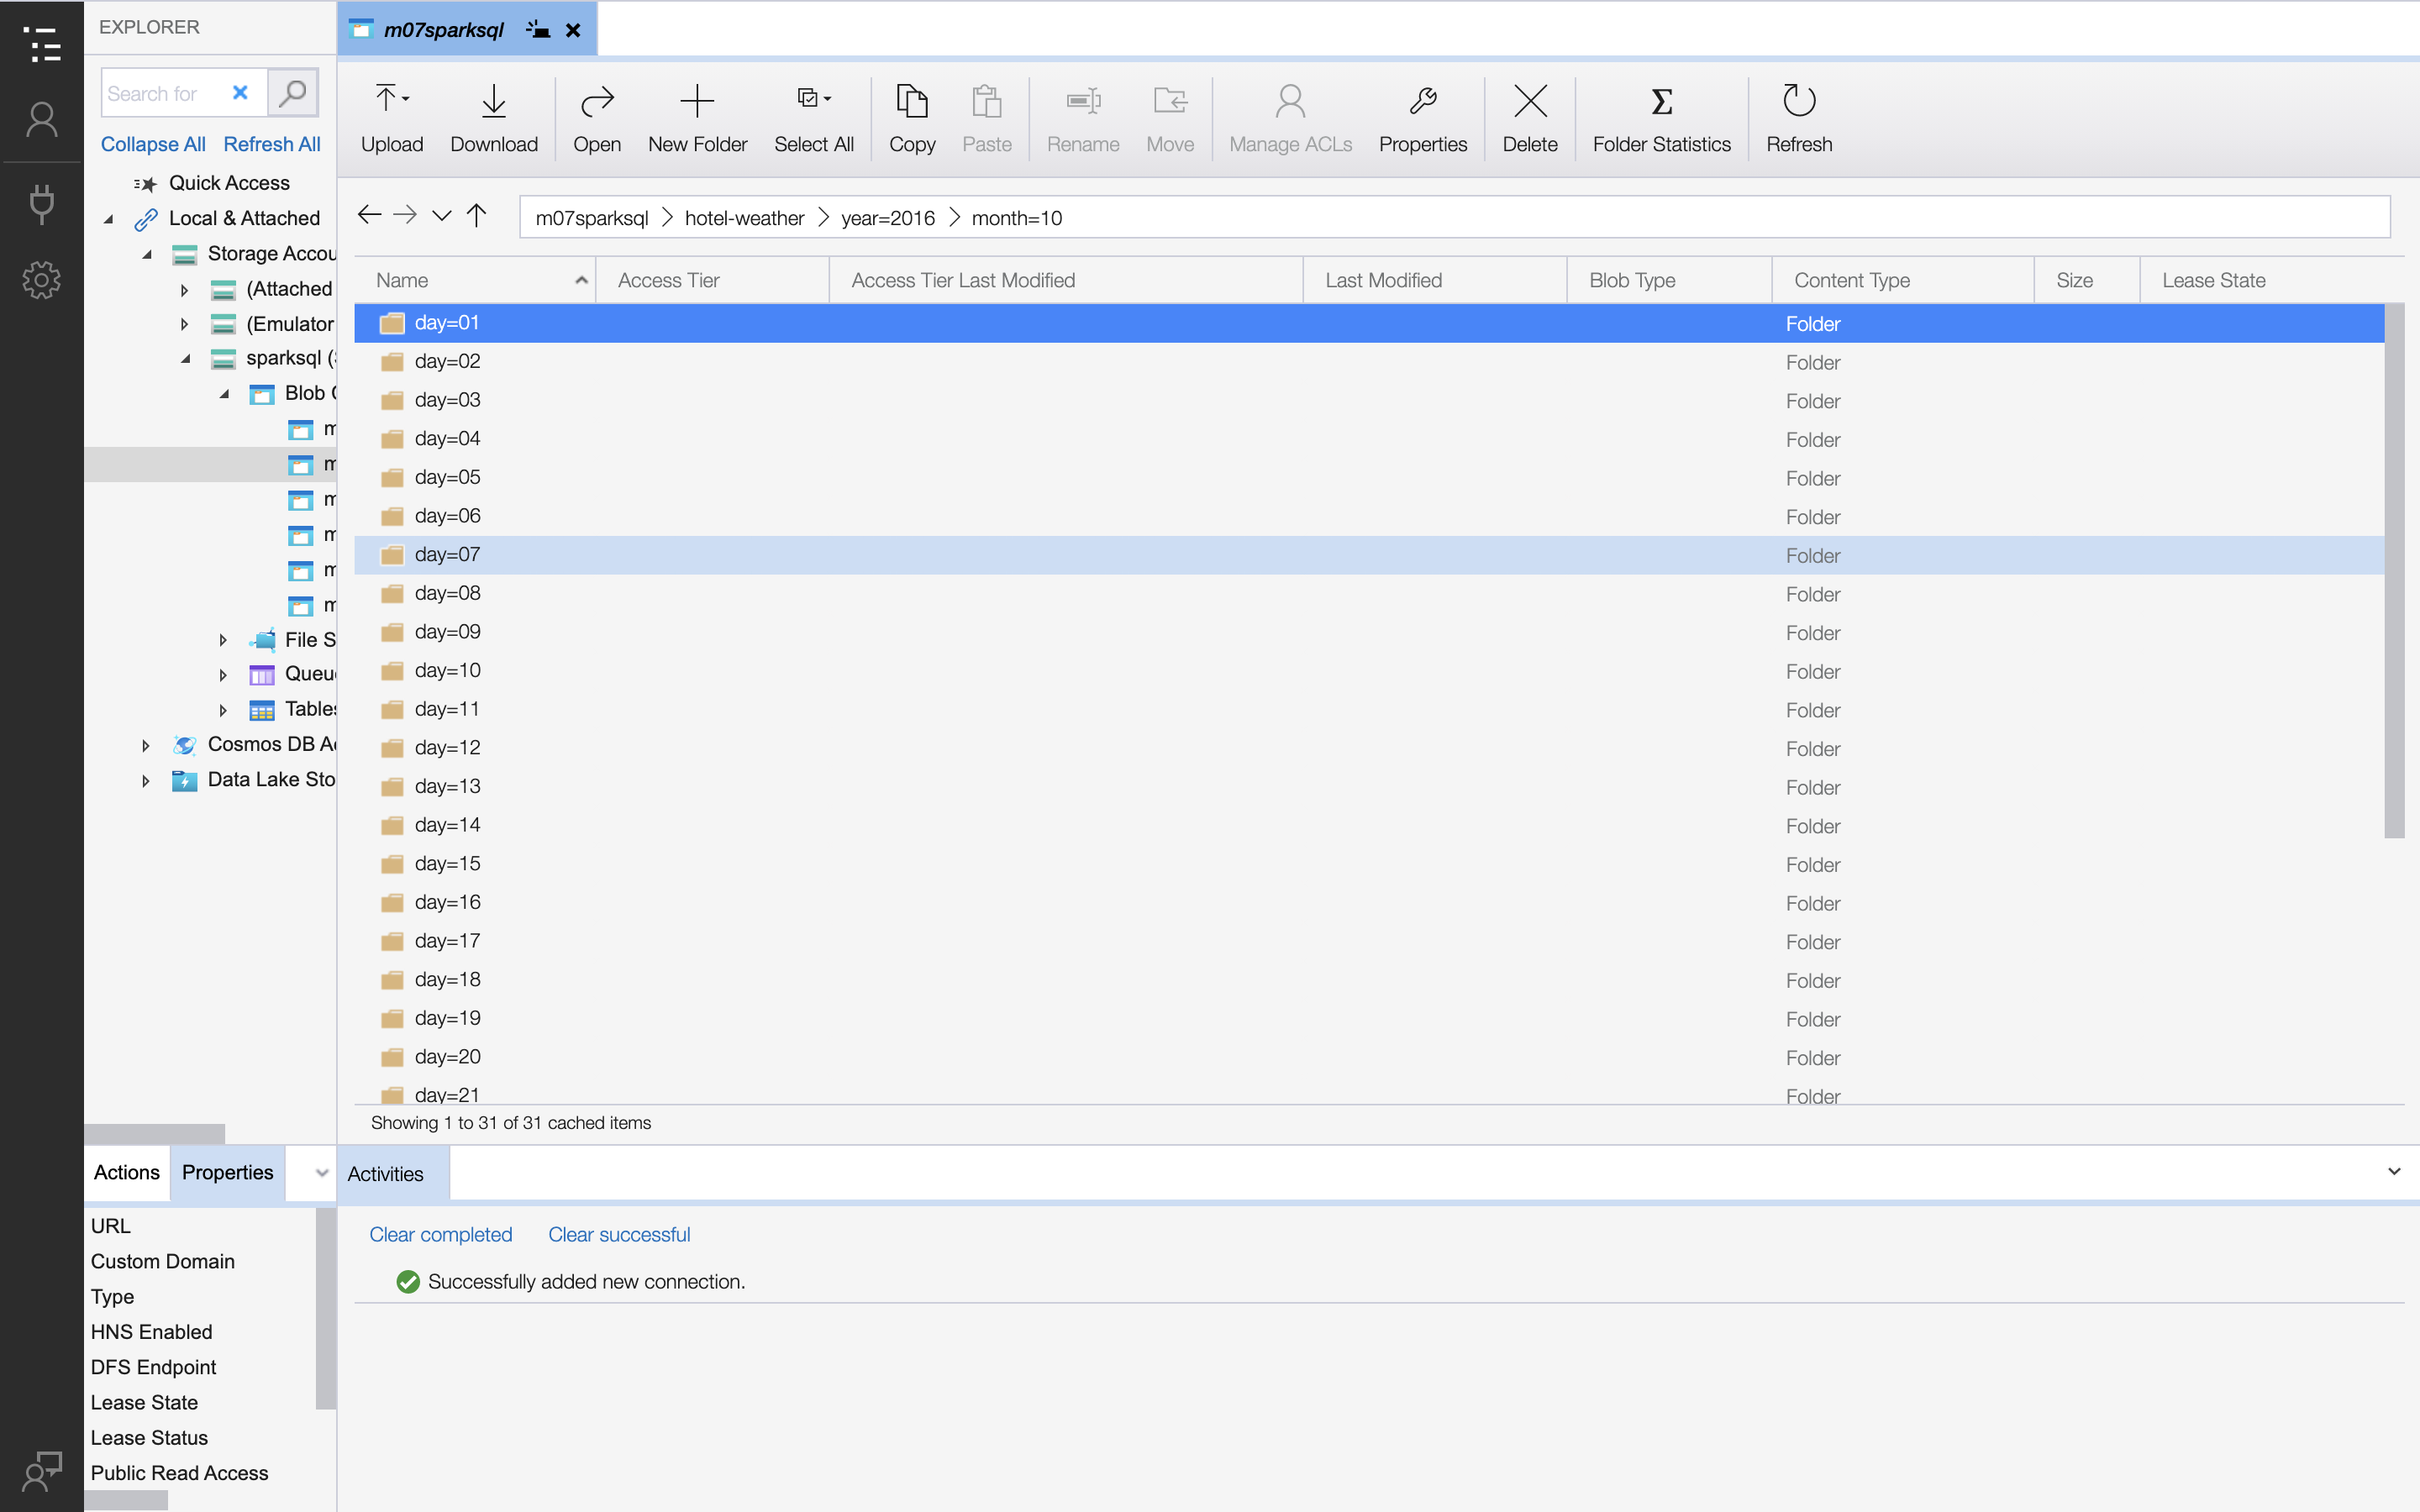 EXPLORER
m07sparksql
Search for
Collapse All Refresh All
Quick Access
Local & Attached
Storage Accou
(Attached
(Emulator
sparksql (
Blob
m
m
m
m
m
m
File S
Queu
Tables
Cosmos DB A
Data Lake Sto
Upload Download Open New Folder Select All Copy Paste Rename Move Manage ACLs Properties Delete Folder Statistics Refresh
m07sparksql hotel-weather year=2016 month=10
Name Access Tier Access Tier Last Modified Last Modified Blob Type Content Type Size Lease State
day=01 Folder
day=02 Folder
day=03 Folder
day=04 Folder
day=05 Folder
day=06 Folder
day=07 Folder
day=08 Folder
day=09 Folder
day=10 Folder
day=11 Folder
day=12 Folder
day=13 Folder
day=14 Folder
day=15 Folder
day=16 Folder
day=17 Folder
day=18 Folder
day=19 Folder
day=20 Folder
day=21 Folder
Showing 1 to 31 of 31 cached items
Actions Properties
URL
Custom Domain
Type
HNS Enabled
DFS Endpoint
Lease State
Lease Status
Public Read Access
Activities
Clear completed Clear successful
Successfully added new connection.